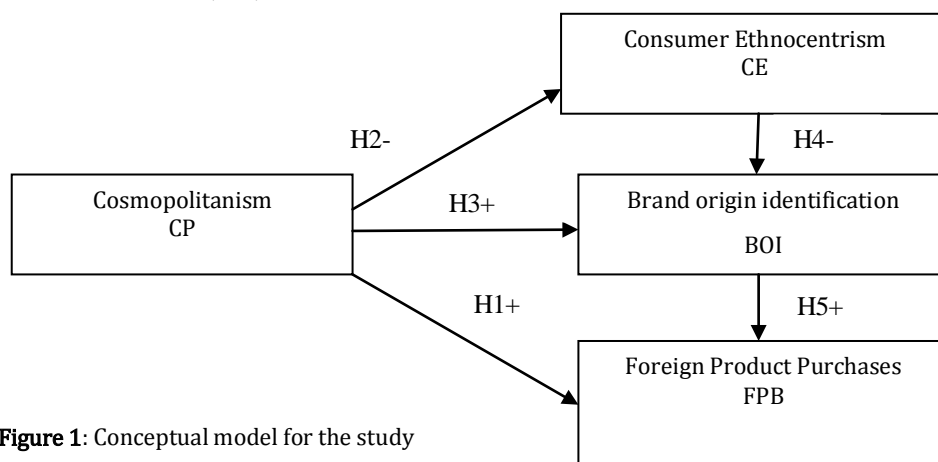 Consumer Ethnocentrism
CE
H2-
H4-
Cosmopolitanism
CP
H3+
Brand origin identification
BOI
H1+
H5+
Foreign Product Purchases
FPB
Figure 1: Conceptual model for the study